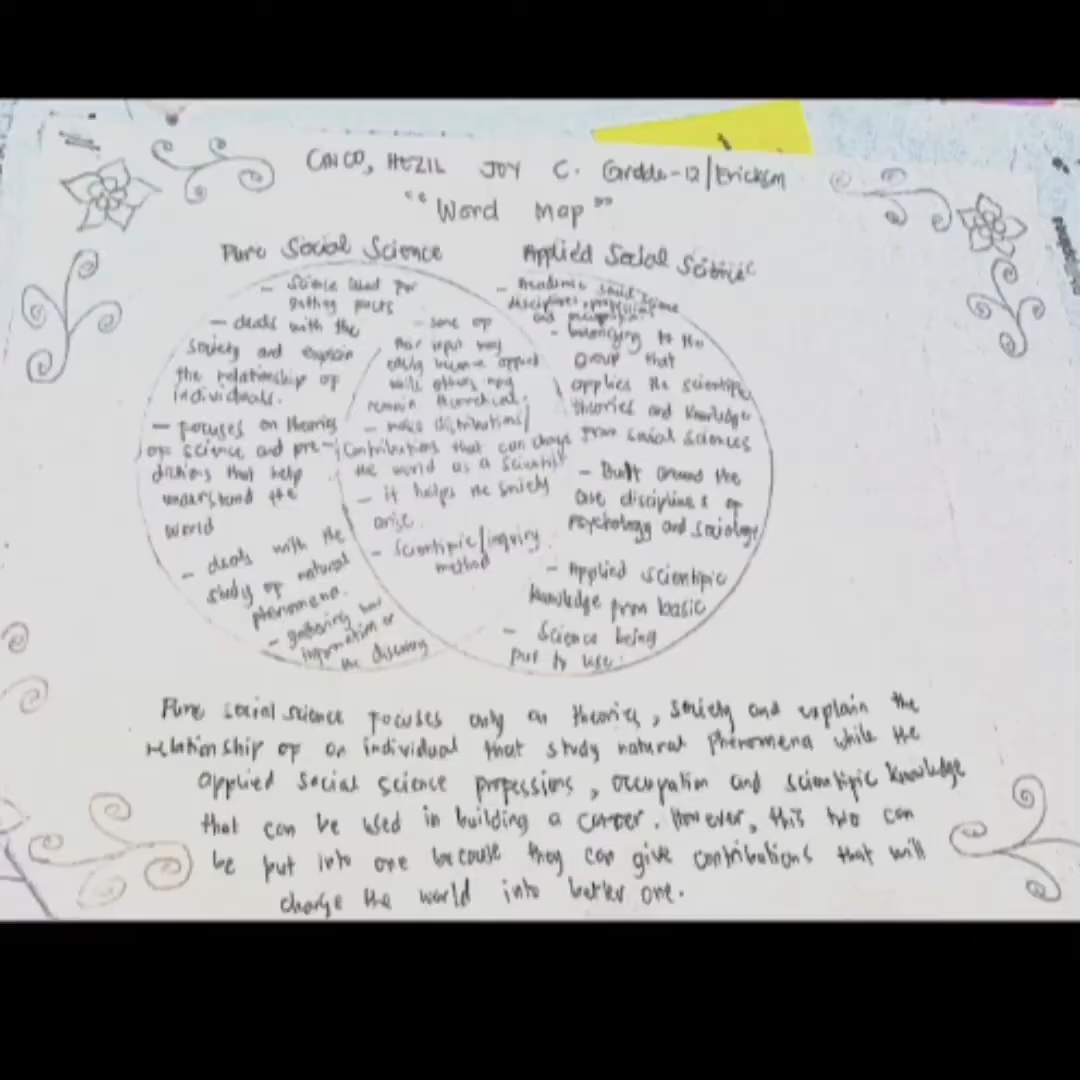 HEZIL JOY C. Grade-12/Erickson
"Word Map"
Pure Social Science
Applied Social Science
- Science used for
getting
- deals with the
society and explain
the relationship of
individuals.
- focuses on theories
of science and pre-
dictions that help
understand the
world
- deals with the
study of natural
phenomena.
- gathering
information or
the discovery
- some of
their input may
easily become
while others may
remain theoretical.
- make distributions/
contributions that can change
the world as a scientist
- it helps the society
arise.
- scientific/inquiry
method
- Academic social science
disciplines, professions
and
- belonging to the
group that
applies the scientific
theories and knowledge
from social sciences
- Built around the
core disciplines of
psychology and sociology
- Applied scientific
knowledge from basic
- Science being
put to use.
Pure social science focuses only on theories, society and explain the
relationship of an individual that study natural phenomena while the
applied social science professions, occupation and scientific knowledge
that can be used in building a career. However, this two can
be put into one because they can give contributions that will
change the world into better one.